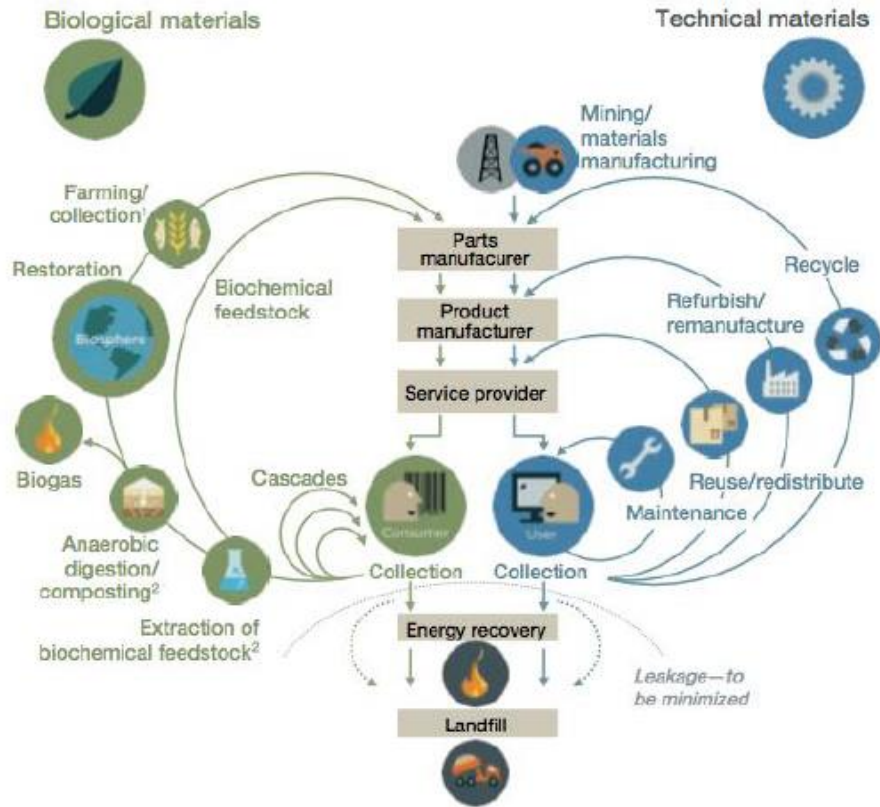 Biological materials
Technical materials
Mining/
materials
manufacturing
Farming/
collection¹
Restoration
Biosphere
Biochemical
feedstock
Parts
manufacurer
Product
manufacturer
Service provider
Recycle
Refurbish/
remanufacture
Reuse/redistribute
Maintenance
Biogas
Cascades
Consumer
User
Anaerobic
digestion/
composting²
Collection
Collection
Extraction of
biochemical feedstock²
Energy recovery
Leakage—to
be minimized
Landfill